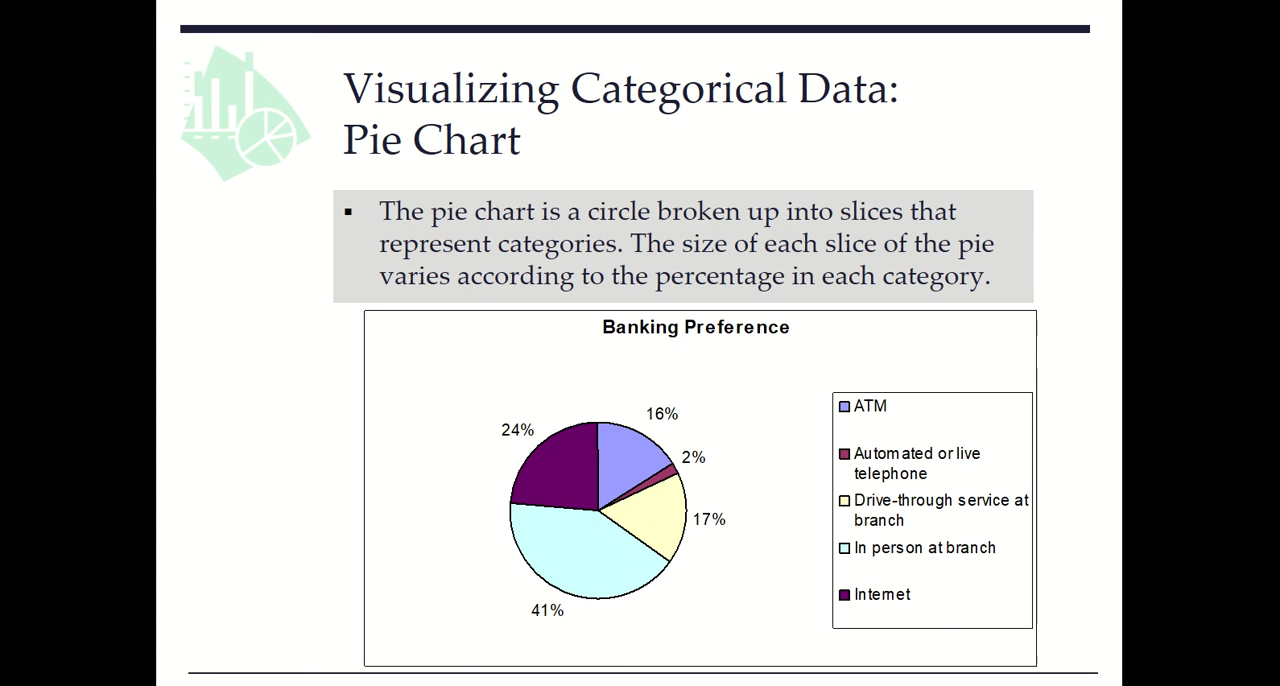 Visualizing Categorical Data:
Pie Chart
▪ The pie chart is a circle broken up into slices that
represent categories. The size of each slice of the pie
varies according to the percentage in each category.
Banking Preference
16%
24%
2%
17%
41%
ATM
Automated or live
telephone
Drive-through service at
branch
In person at branch
Internet